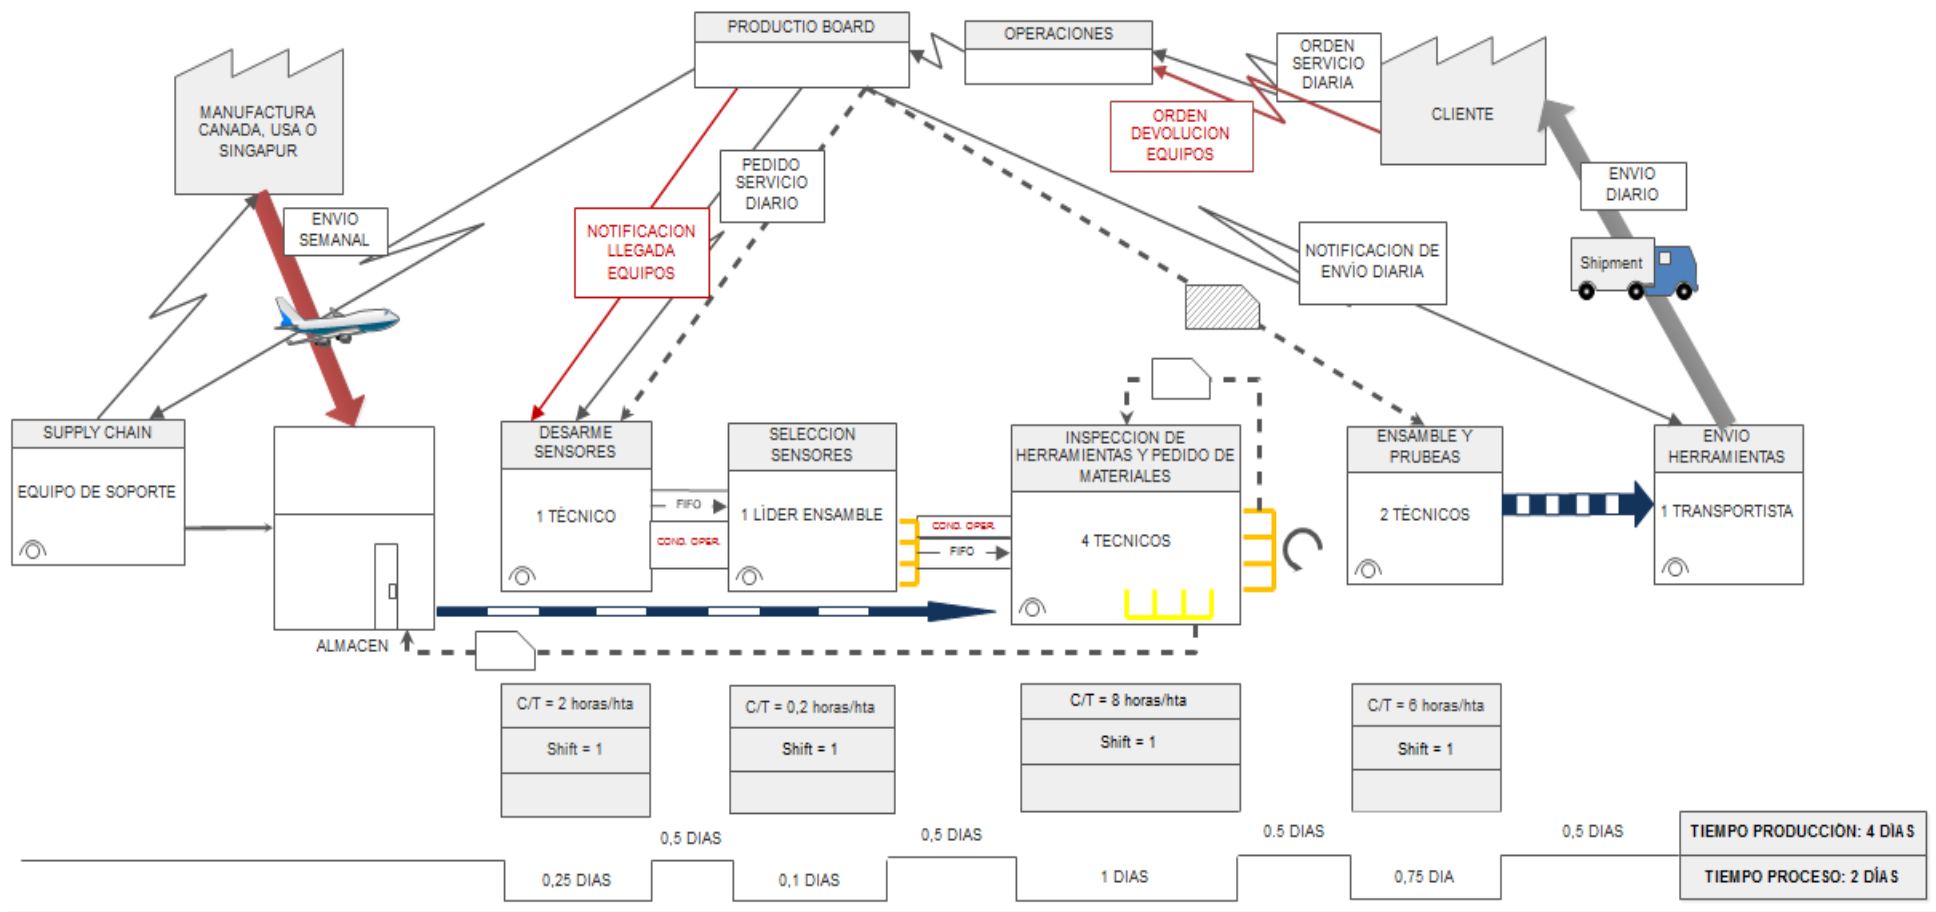 PRODUCTIO BOARD
OPERACIONES
ORDEN
SERVICIO
DIARIA
MANUFACTURA
CANADA, USA O
SINGAPUR
CLIENTE
ORDEN
DEVOLUCION
EQUIPOS
PEDIDO
SERVICIO
DIARIO
ENVIO
DIARIO
ENVIO
SEMANAL
NOTIFICACION
LLEGADA
EQUIPOS
NOTIFICACION DE
ENVÌO DIARIA
Shipment
SUPPLY CHAIN
EQUIPO DE SOPORTE
DESARME
SENSORES
1 TÉCNICO
SELECCION
SENSORES
1 LÌDER ENSAMBLE
INSPECCION DE
HERRAMIENTAS Y PEDIDO DE
MATERIALES
4 TECNICOS
ENSAMBLE Y
PRUBEAS
2 TÉCNICOS
ENVIO
HERRAMIENTAS
1 TRANSPORTISTA
FIFO
COND. OPER.
COND. OPER.
FIFO
ALMACEN
C/T = 2 horas/hta
Shift = 1
C/T = 0,2 horas/hta
Shift = 1
C/T = 8 horas/hta
Shift = 1
C/T = 6 horas/hta
Shift = 1
0,5 DIAS
0,5 DIAS
0.5 DIAS
0,5 DIAS
TIEMPO PRODUCCIÓN: 4 DÌAS
0,25 DIAS
0,1 DIAS
1 DIAS
0,75 DIA
TIEMPO PROCESO: 2 DÍAS